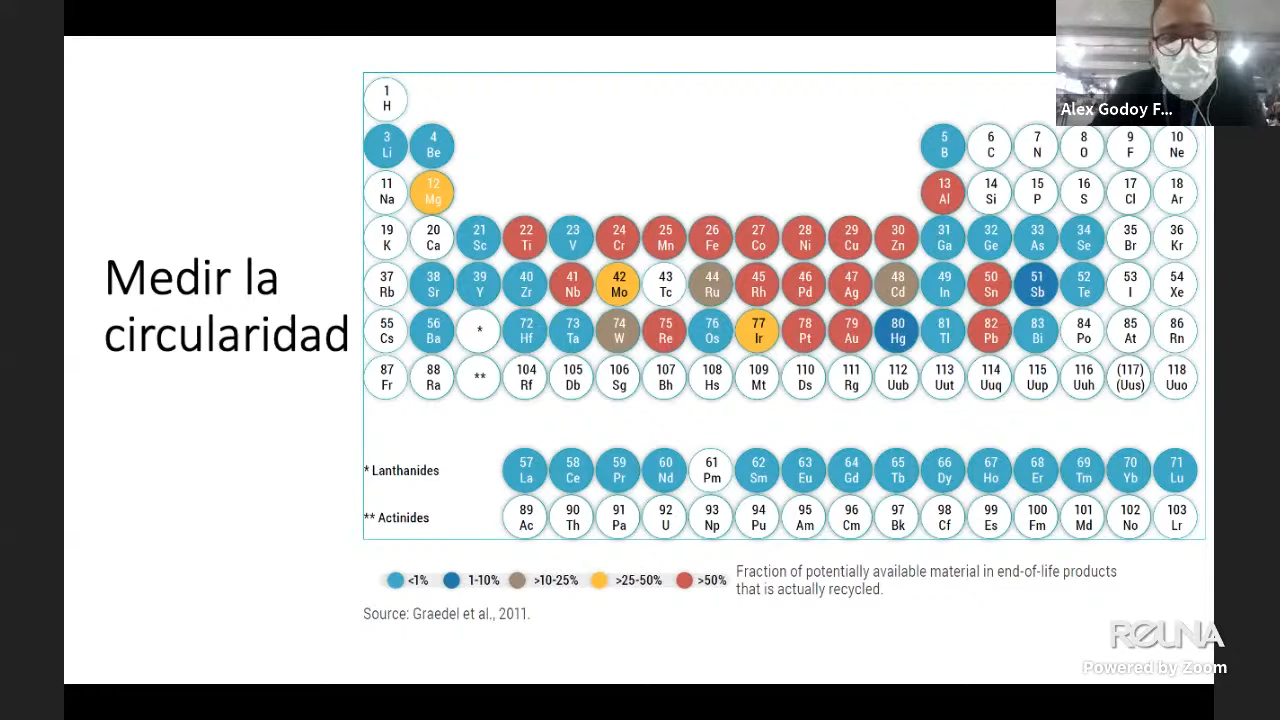 Alex Godoy F...
Medir la
circularidad
1
H
3 4 5 6 7 8 9 10
Li Be B C N O F Ne
11 12 13 14 15 16 17 18
Na Mg Al Si P S Cl Ar
19 20 21 22 23 24 25 26 27 28 29 30 31 32 33 34 35 36
K Ca Sc Ti V Cr Mn Fe Co Ni Cu Zn Ga Ge As Se Br Kr
37 38 39 40 41 42 43 44 45 46 47 48 49 50 51 52 53 54
Rb Sr Y Zr Nb Mo Tc Ru Rh Pd Ag Cd In Sn Sb Te I Xe
55 56 * 72 73 74 75 76 77 78 79 80 81 82 83 84 85 86
Cs Ba Hf Ta W Re Os Ir Pt Au Hg Tl Pb Bi Po At Rn
87 88 ** 104 105 106 108 108 109 110 111 112 113 114 115 116 (117) 118
Fr Ra Rf Db Sg Bh Hs Mt Ds Rg Uub Uut Uuq Uup Uuh (Uus) Uuo
* Lanthanides
57 58 59 60 61 62 63 64 65 66 67 68 69 70 71
La Ce Pr Nd Pm Sm Eu Gd Tb Dy Ho Er Tm Yb Lu
** Actinides
89 90 91 92 93 94 95 96 97 98 99 100 101 102 103
Ac Th Pa U Np Pu Am Cm Bk Cf Es Fm Md No Lr
<1% 1-10% >10-25% >25-50% >50%
Fraction of potentially available material in end-of-life products
that is actually recycled.
Source: Graedel et al., 2011.
REUNA
Powered by Zoom